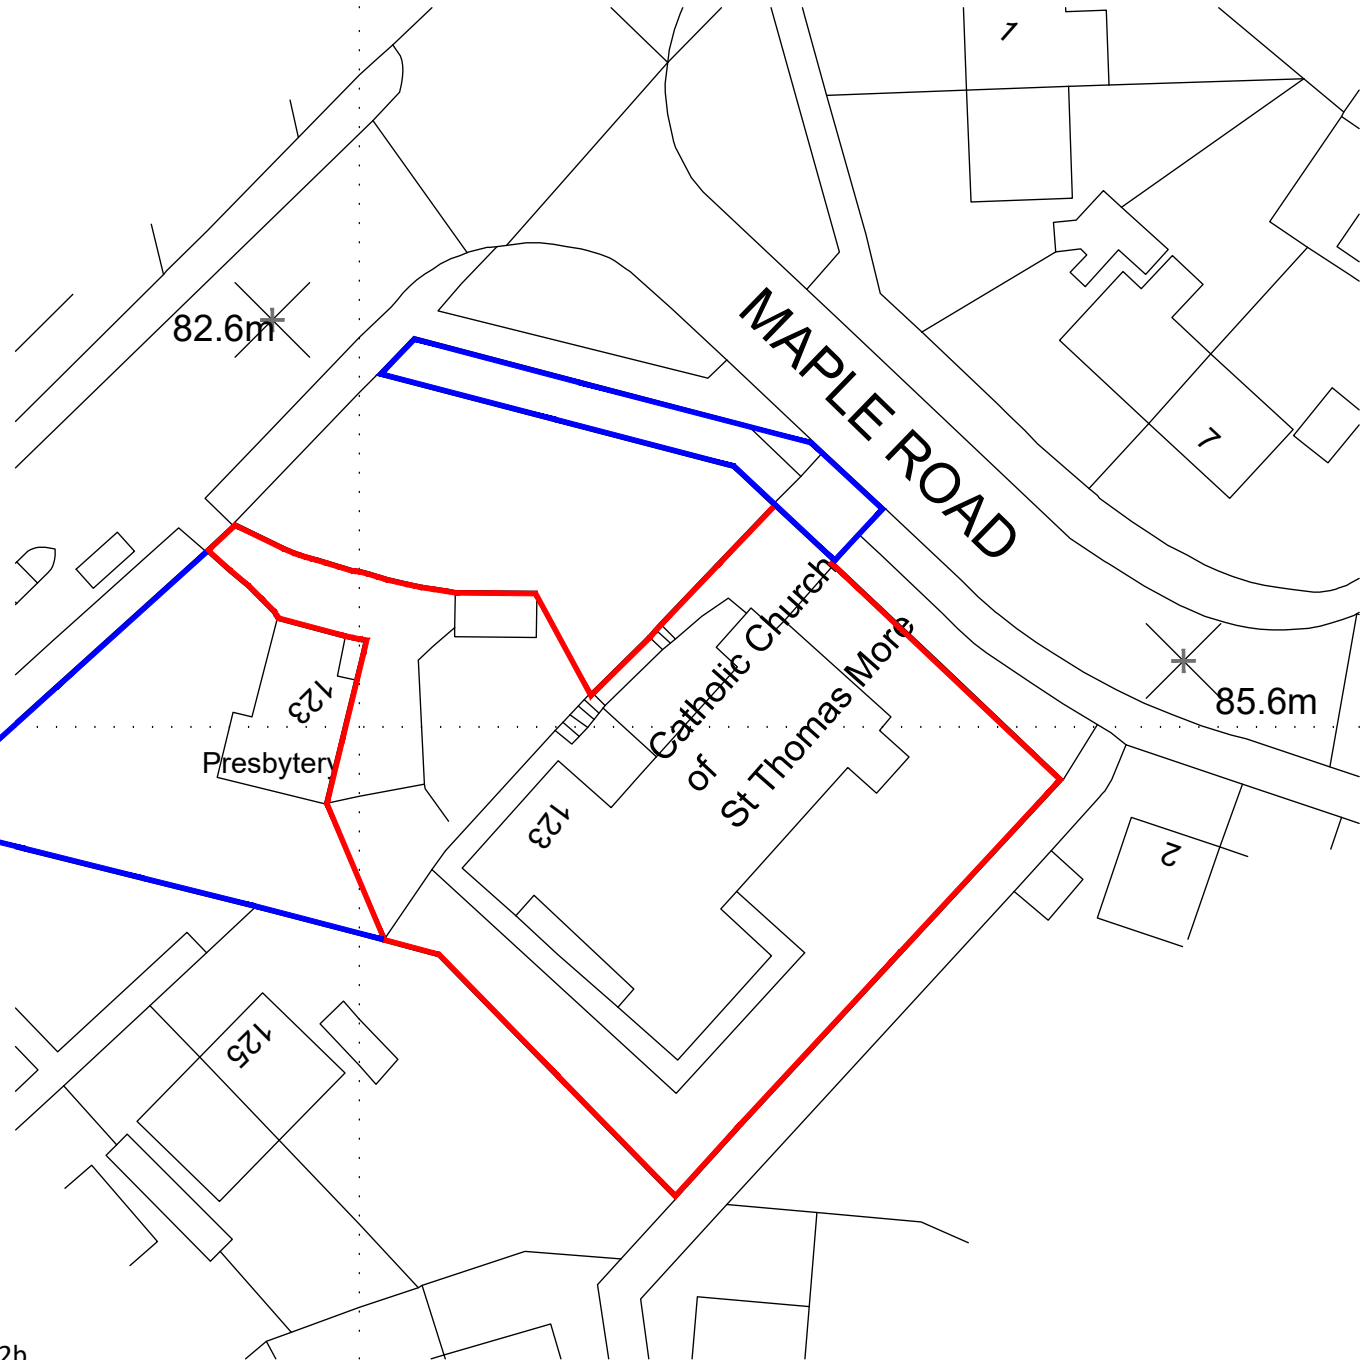 1
82.6m
MAPLE ROAD
7
Catholic Church
of
St Thomas More
123
Presbytery
85.6m
123
2
125
2b